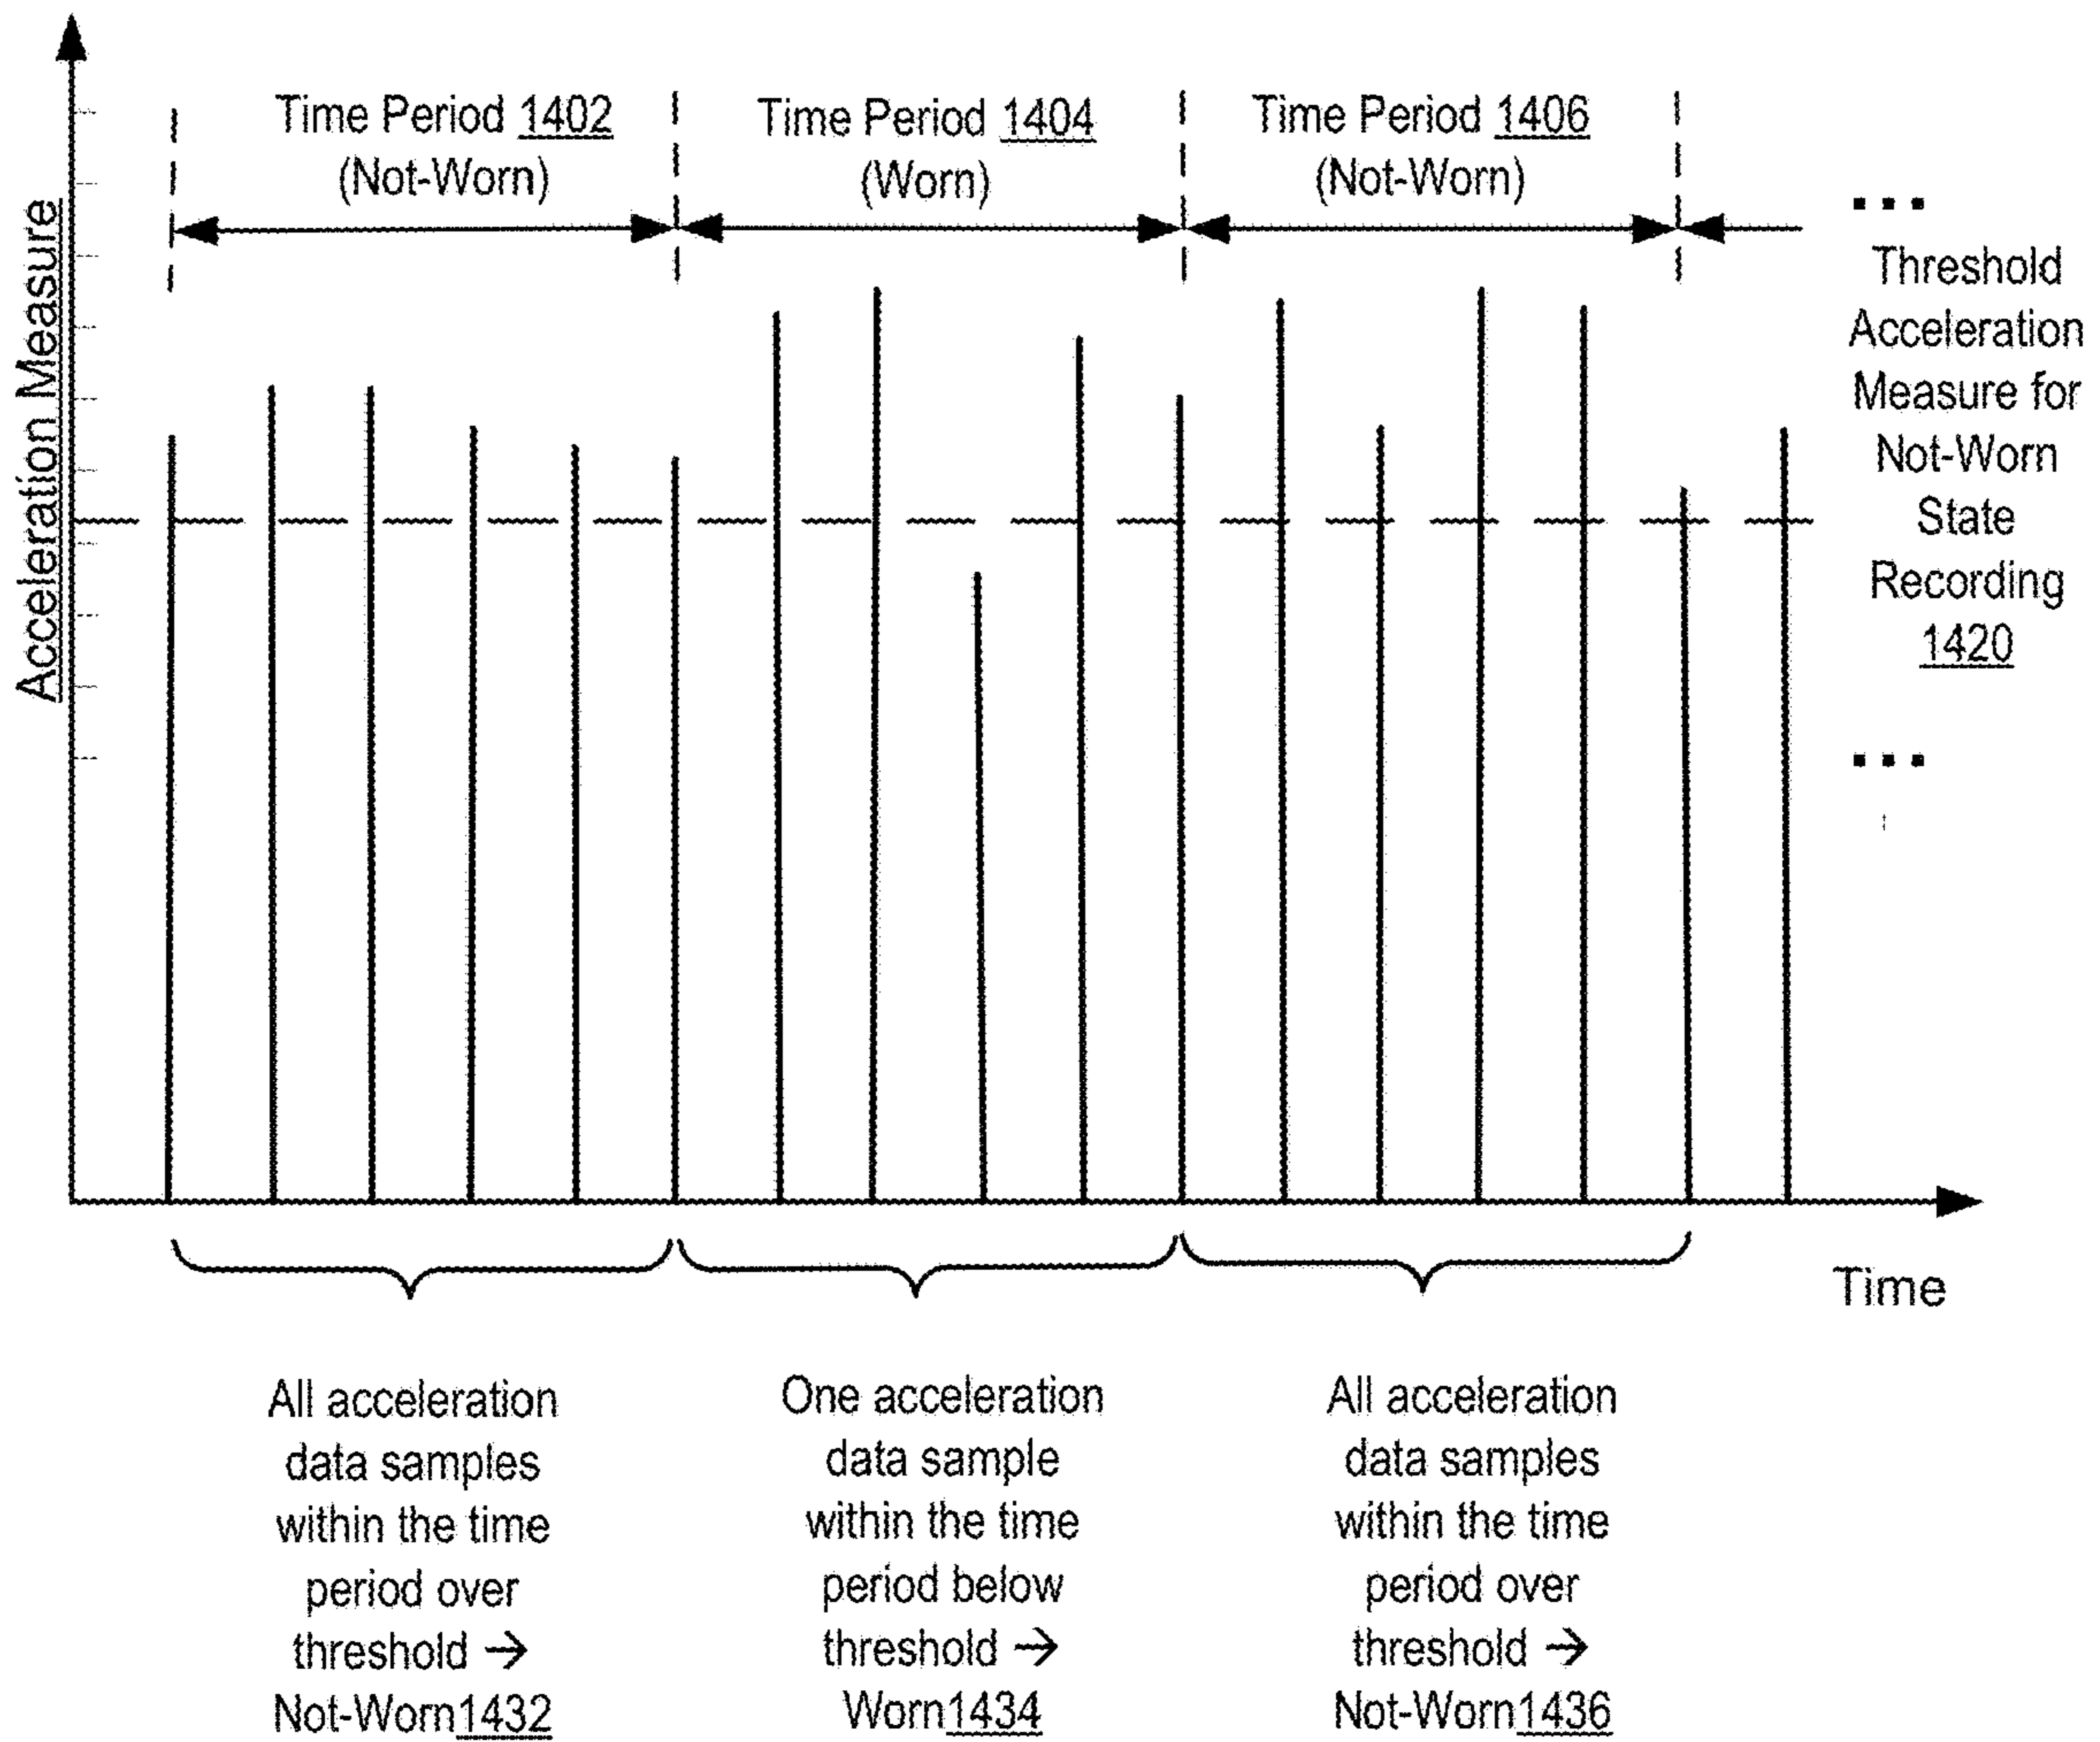 Acceleration Measure
Time Period 1402
(Not-Worn)
Time Period 1404
(Worn)
Time Period 1406
(Not-Worn)
...
Threshold
Acceleration
Measure for
Not-Worn
State
Recording
1420
...
Time
All acceleration
data samples
within the time
period over
threshold →
Not-Worn1432
One acceleration
data sample
within the time
period below
threshold →
Worn1434
All acceleration
data samples
within the time
period over
threshold →
Not-Worn1436